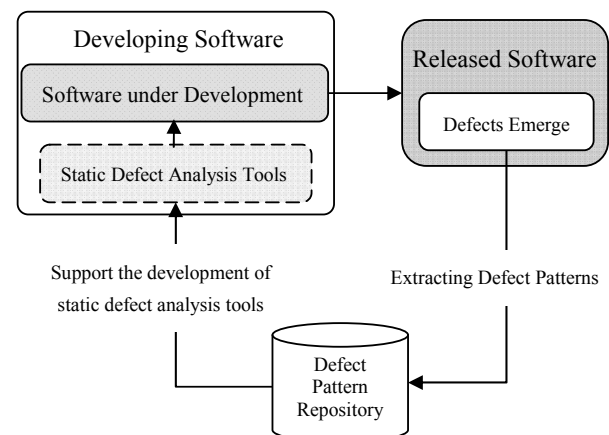 Developing Software
Software under Development
Static Defect Analysis Tools
Released Software
Defects Emerge
Support the development of
static defect analysis tools
Extracting Defect Patterns
Defect
Pattern
Repository